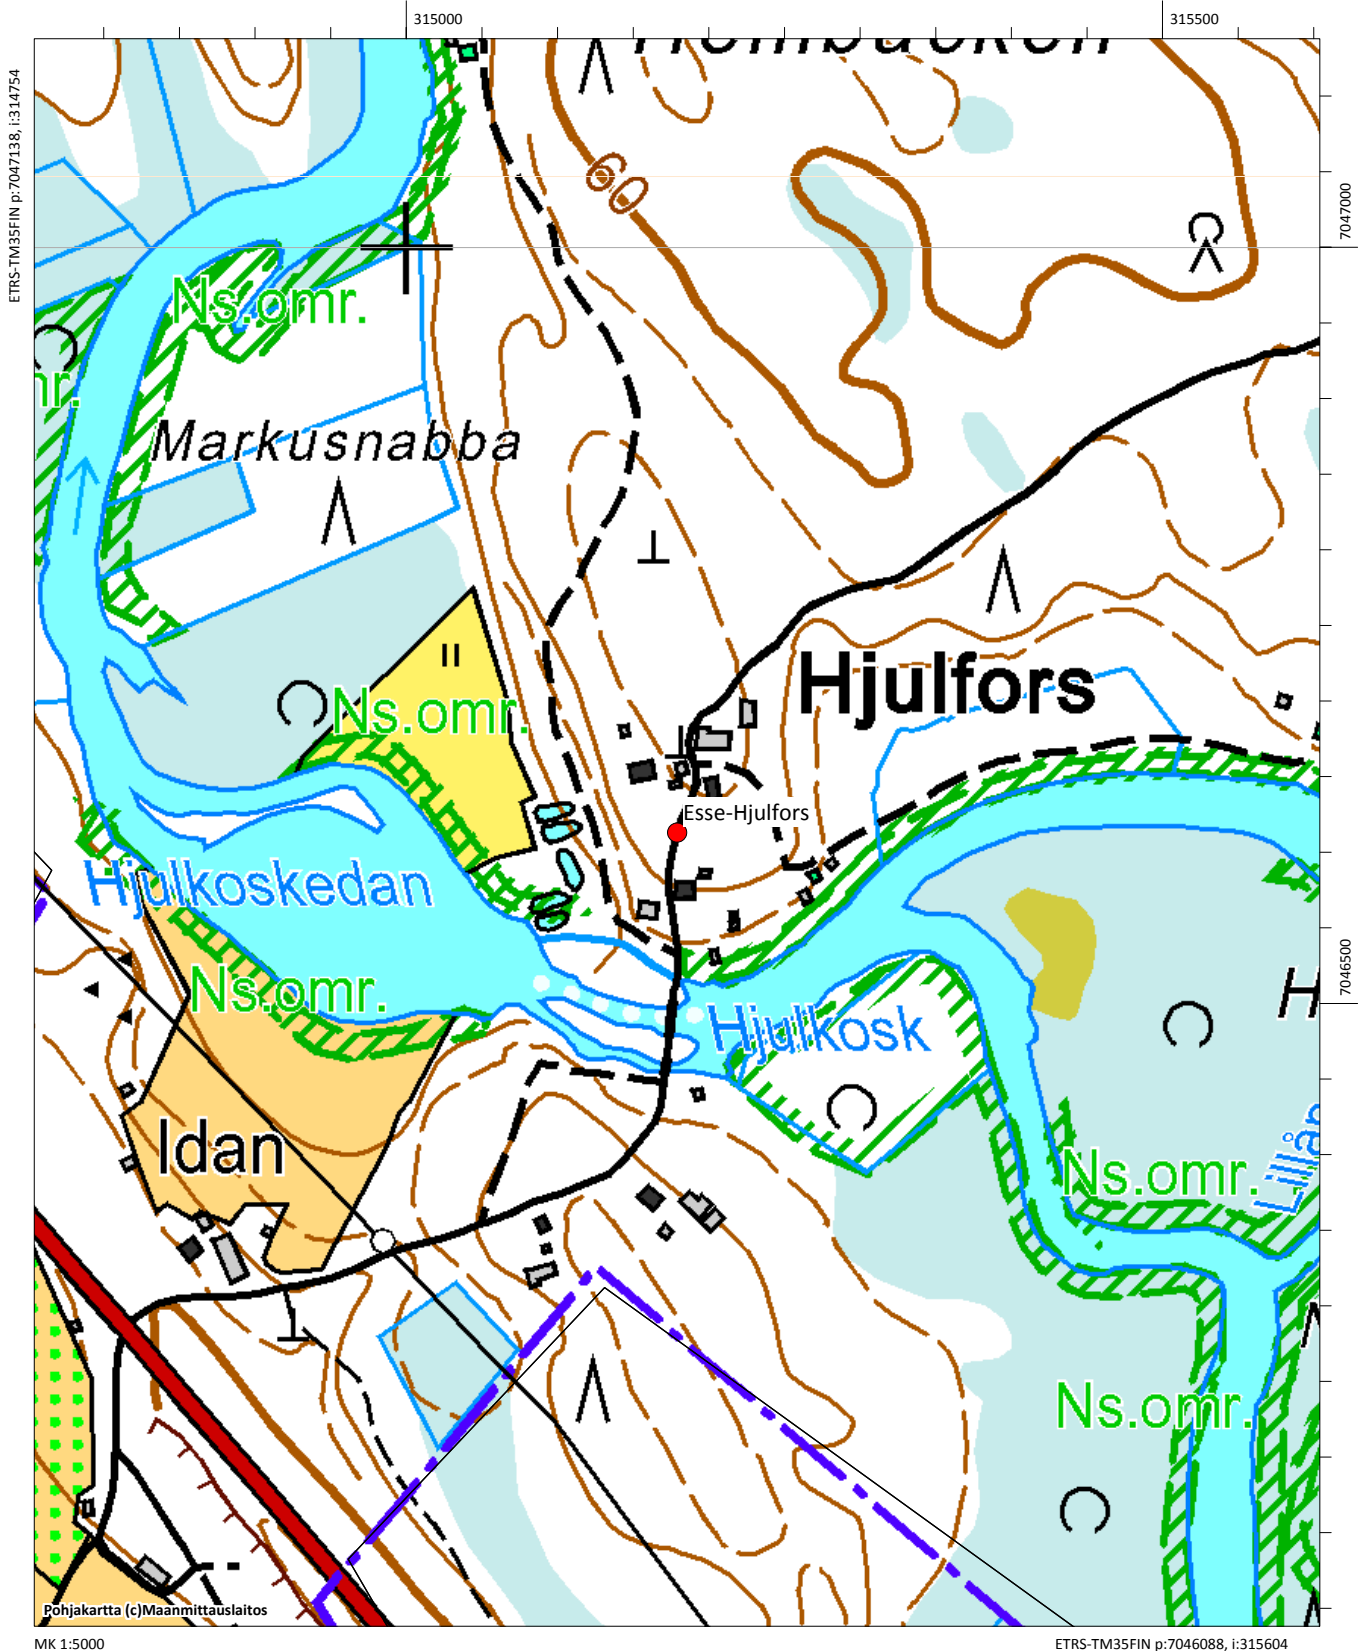 315000
315500
ETRS-TM35FIN p:7047138, i:314754
60
7047000
Ns.omr.
Markusnabba
Hjulfors
Ns.omr.
Esse-Hjulfors
Hjulkoskedan
7046500
Ns.omr.
Hjulkosk
H
Idan
Ns.omr.
Lillån
Ns.omr.
Pohjakartta (c)Maanmittauslaitos
MK 1:5000
ETRS-TM35FIN p:7046088, i:315604